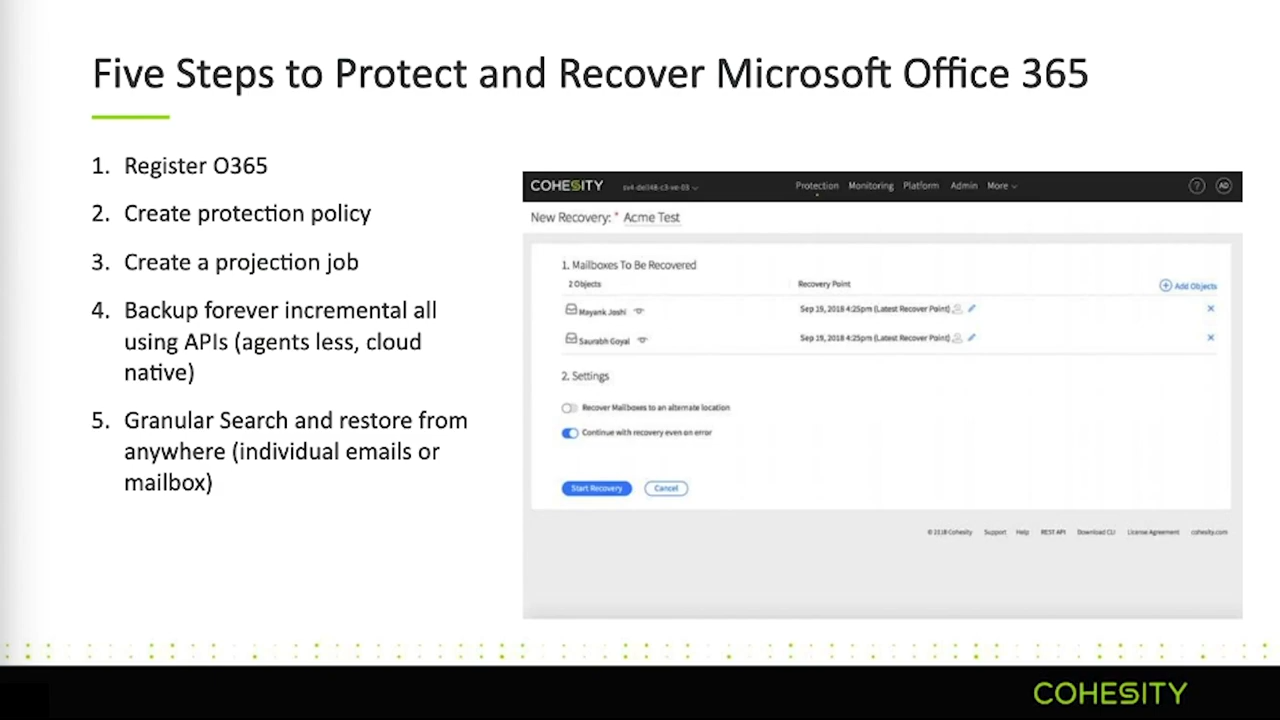 Five Steps to Protect and Recover Microsoft Office 365
1. Register O365
2. Create protection policy
3. Create a projection job
4. Backup forever incremental all
using APIs (agents less, cloud
native)
5. Granular Search and restore from
anywhere (individual emails or
mailbox)
COHESITY Protection Monitoring Platform Admin More ? AD
New Recovery: * Acme Test
1. Mailboxes To Be Recovered
2 Objects Recovery Point Add Objects
Mayank Joshi Sep 19, 2018 4:25pm (Latest Recover Point)
Saurabh Goyal Sep 19, 2018 4:25pm (Latest Recover Point)
2. Settings
Recover Mailboxes to an alternate location
Continue with recovery even on error
Start Recovery Cancel
© 2018 Cohesity Support Help REST API Download CLI License Agreement cohesity.com
COHESITY